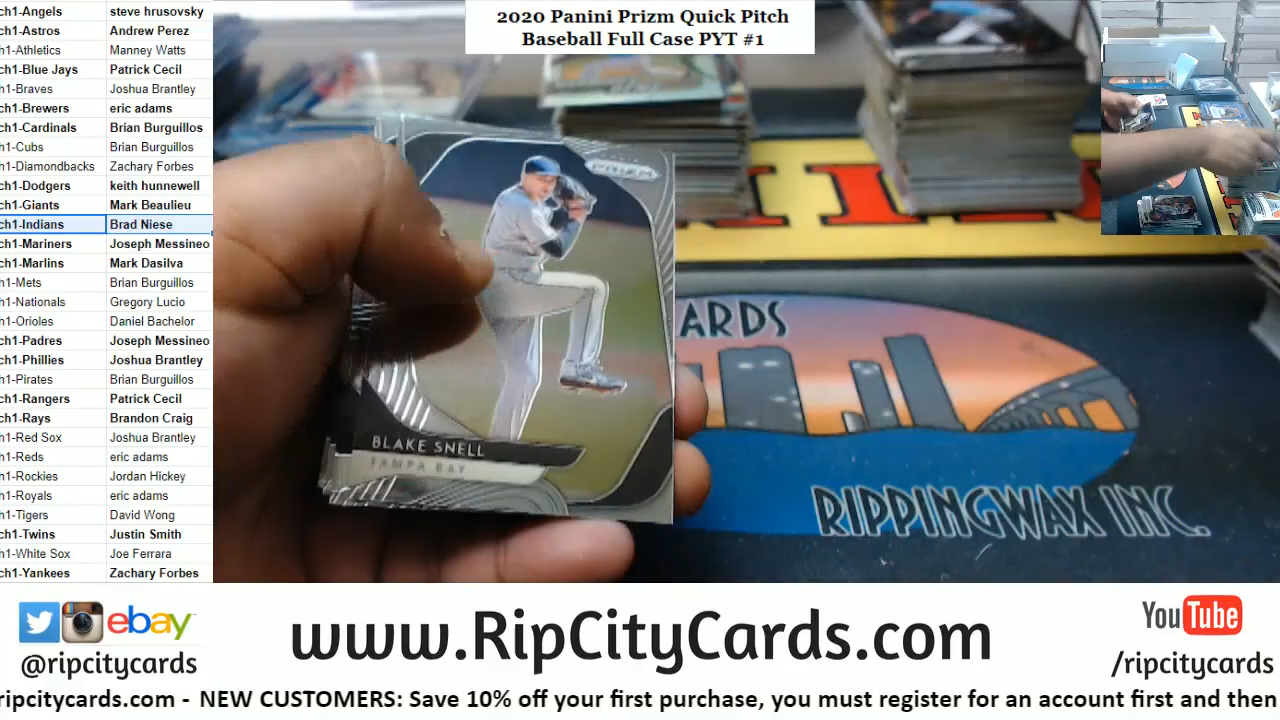 2020 Panini Prizm Quick Pitch
Baseball Full Case PYT #1
ch1-Angels steve hrusovsky
ch1-Astros Andrew Perez
ch1-Athletics Manney Watts
ch1-Blue Jays Patrick Cecil
ch1-Braves Joshua Brantley
ch1-Brewers eric adams
ch1-Cardinals Brian Burguillos
ch1-Cubs Brian Burguillos
ch1-Diamondbacks Zachary Forbes
ch1-Dodgers keith hunnewell
ch1-Giants Mark Beaulieu
ch1-Indians Brad Niese
ch1-Mariners Joseph Messineo
ch1-Marlins Mark Dasilva
ch1-Mets Brian Burguillos
ch1-Nationals Gregory Lucio
ch1-Orioles Daniel Bachelor
ch1-Padres Joseph Messineo
ch1-Phillies Joshua Brantley
ch1-Pirates Brian Burguillos
ch1-Rangers Patrick Cecil
ch1-Rays Brandon Craig
ch1-Red Sox Joshua Brantley
ch1-Reds eric adams
ch1-Rockies Jordan Hickey
ch1-Royals eric adams
ch1-Tigers David Wong
ch1-Twins Justin Smith
ch1-White Sox Joe Ferrara
ch1-Yankees Zachary Forbes
PRIZM
BLAKE SNELL
TAMPA BAY
ARDS
RIPPINGWAX INC.
ebay
@ripcitycards
www.RipCityCards.com
YouTube
/ripcitycards
ripcitycards.com - NEW CUSTOMERS: Save 10% off your first purchase, you must register for an account first and then